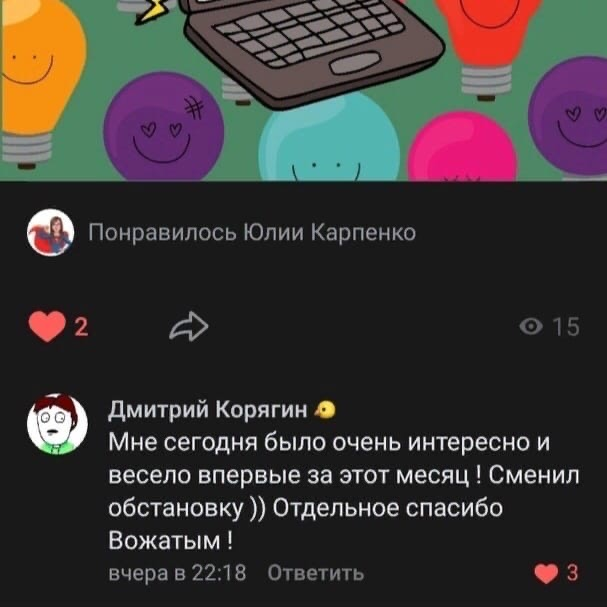 Понравилось Юлии Карпенко
2
15
Дмитрий Корягин
Мне сегодня было очень интересно и
весело впервые за этот месяц ! Сменил
обстановку )) Отдельное спасибо
Вожатым !
вчера в 22:18 Ответить
3